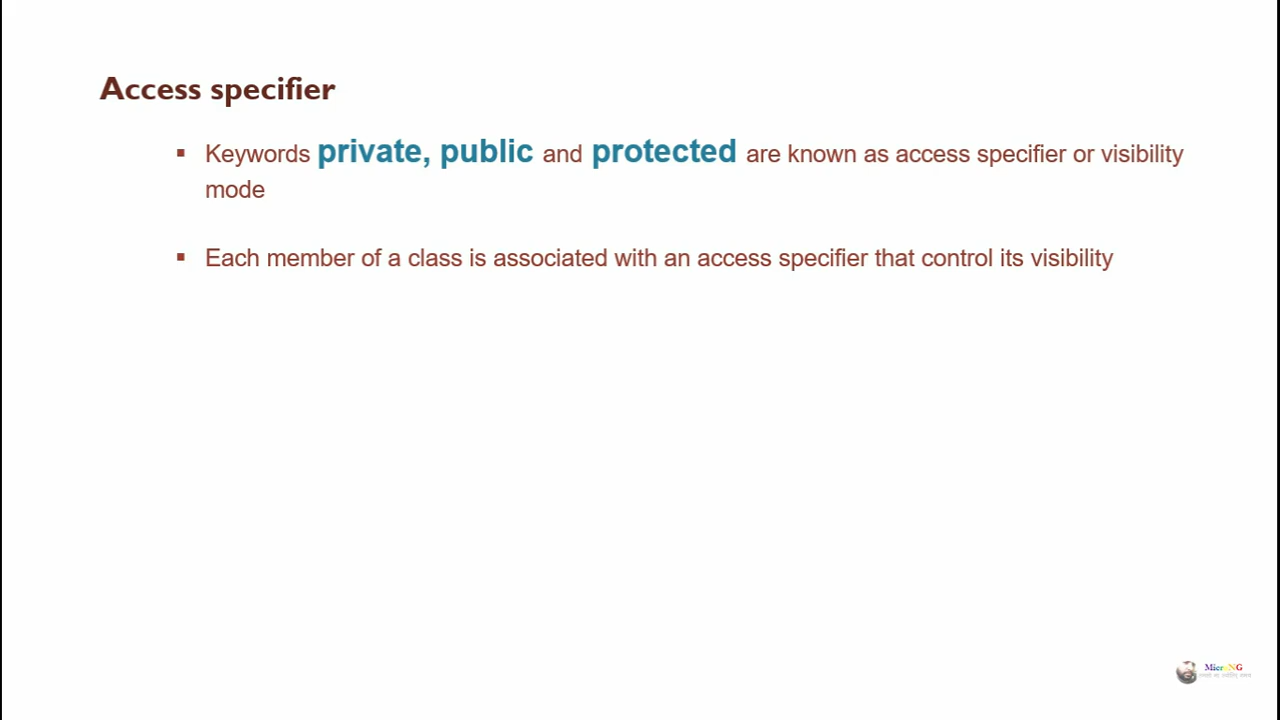 Access specifier
▪ Keywords private, public and protected are known as access specifier or visibility
mode
▪ Each member of a class is associated with an access specifier that control its visibility
MicroNG